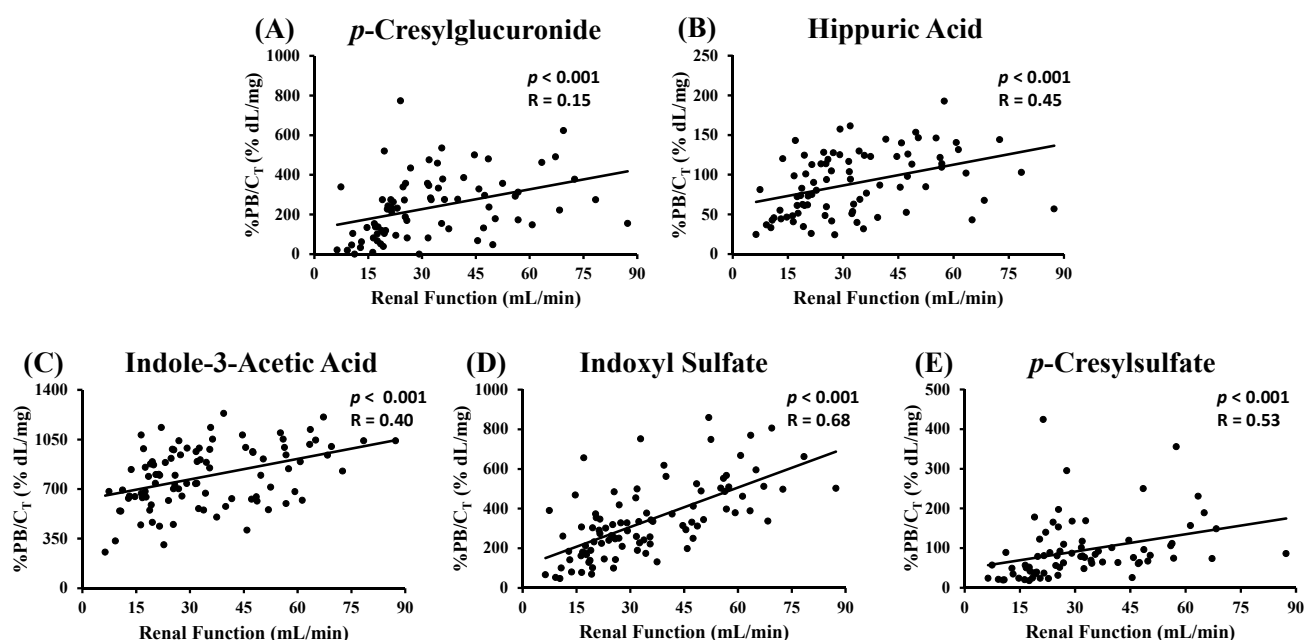 (A) p-Cresylglucuronide
1000
800
600
400
200
0
%PB/CT (% dL/mg)
p < 0.001
R = 0.15
0 15 30 45 60 75 90
Renal Function (mL/min)
(B) Hippuric Acid
250
200
150
100
50
0
%PB/CT (% dL/mg)
p < 0.001
R = 0.45
0 15 30 45 60 75 90
Renal Function (mL/min)
(C) Indole-3-Acetic Acid
1400
1050
700
350
0
%PB/CT (% dL/mg)
p < 0.001
R = 0.40
0 15 30 45 60 75 90
Renal Function (mL/min)
(D) Indoxyl Sulfate
1000
800
600
400
200
0
%PB/CT (% dL/mg)
p < 0.001
R = 0.68
0 15 30 45 60 75 90
Renal Function (mL/min)
(E) p-Cresylsulfate
500
400
300
200
100
0
%PB/CT (% dL/mg)
p < 0.001
R = 0.53
0 15 30 45 60 75 90
Renal Function (mL/min)